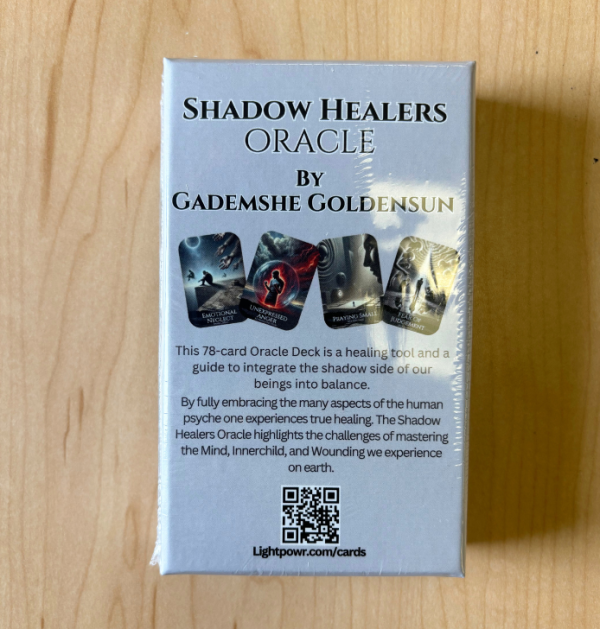 SHADOW HEALERS
ORACLE
BY
GADEMSHE GOLDENSUN
EMOTIONAL
NEGLECT
UNEXPRESSED
ANGER
PLAYING SMALL
JUDGEMENT
This 78-card Oracle Deck is a healing tool and a
guide to integrate the shadow side of our
beings into balance.
By fully embracing the many aspects of the human
psyche one experiences true healing. The Shadow
Healers Oracle highlights the challenges of mastering
the Mind, Innerchild, and Wounding we experience
on earth.
Lightpowr.com/cards